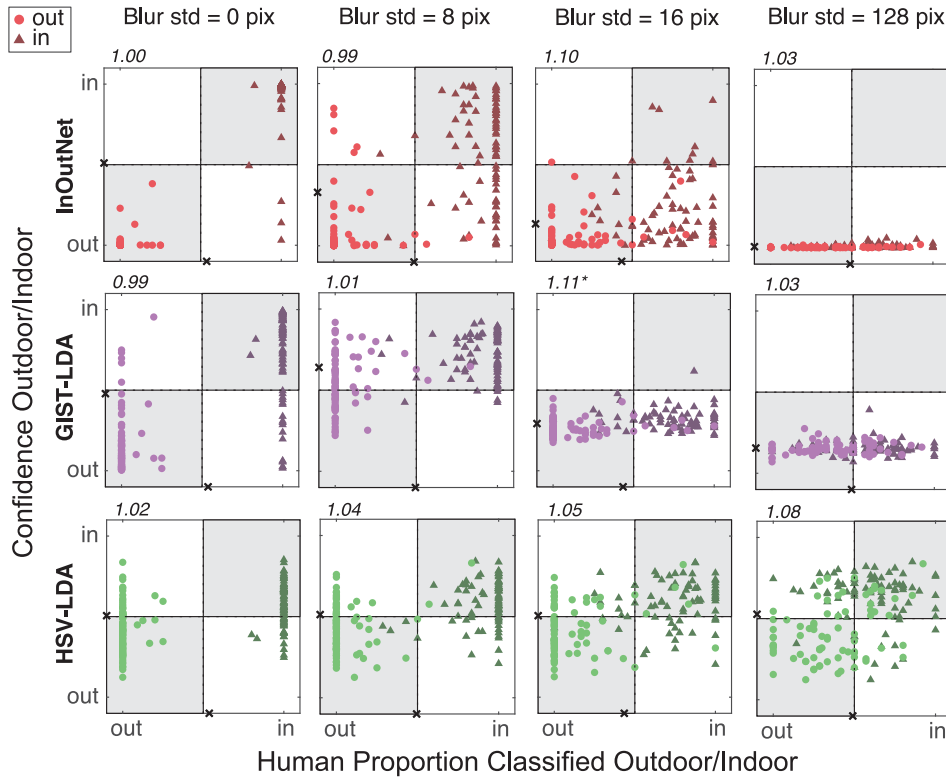 Blur std = 0 pix
Blur std = 8 pix
Blur std = 16 pix
Blur std = 128 pix
out
in
1.00
0.99
1.10
1.03
in
out
InOutNet
0.99
1.01
1.11*
1.03
in
out
GIST-LDA
1.02
1.04
1.05
1.08
in
out
HSV-LDA
Confidence Outdoor/Indoor
out
in
out
in
out
in
out
in
Human Proportion Classified Outdoor/Indoor